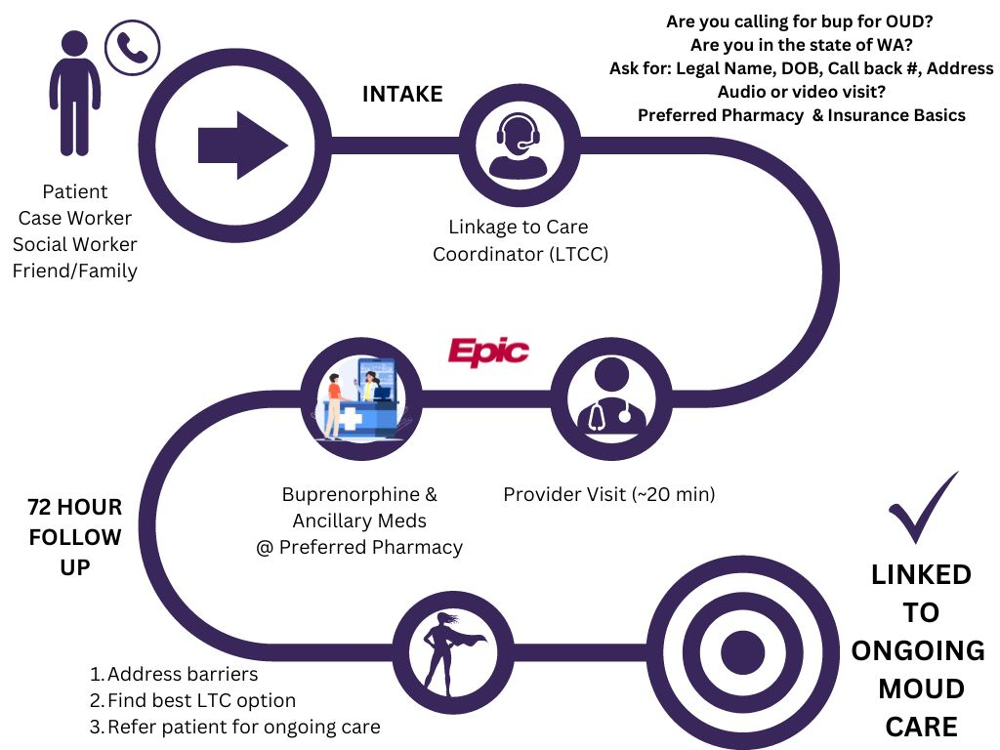 Are you calling for bup for OUD?
Are you in the state of WA?
Ask for: Legal Name, DOB, Call back #, Address
Audio or video visit?
Preferred Pharmacy & Insurance Basics
INTAKE
Patient
Case Worker
Social Worker
Friend/Family
Linkage to Care
Coordinator (LTCC)
Epic
Provider Visit (~20 min)
Buprenorphine &
Ancillary Meds
@ Preferred Pharmacy
72 HOUR
FOLLOW
UP
1. Address barriers
2. Find best LTC option
3. Refer patient for ongoing care
LINKED
TO
ONGOING
MOUD
CARE